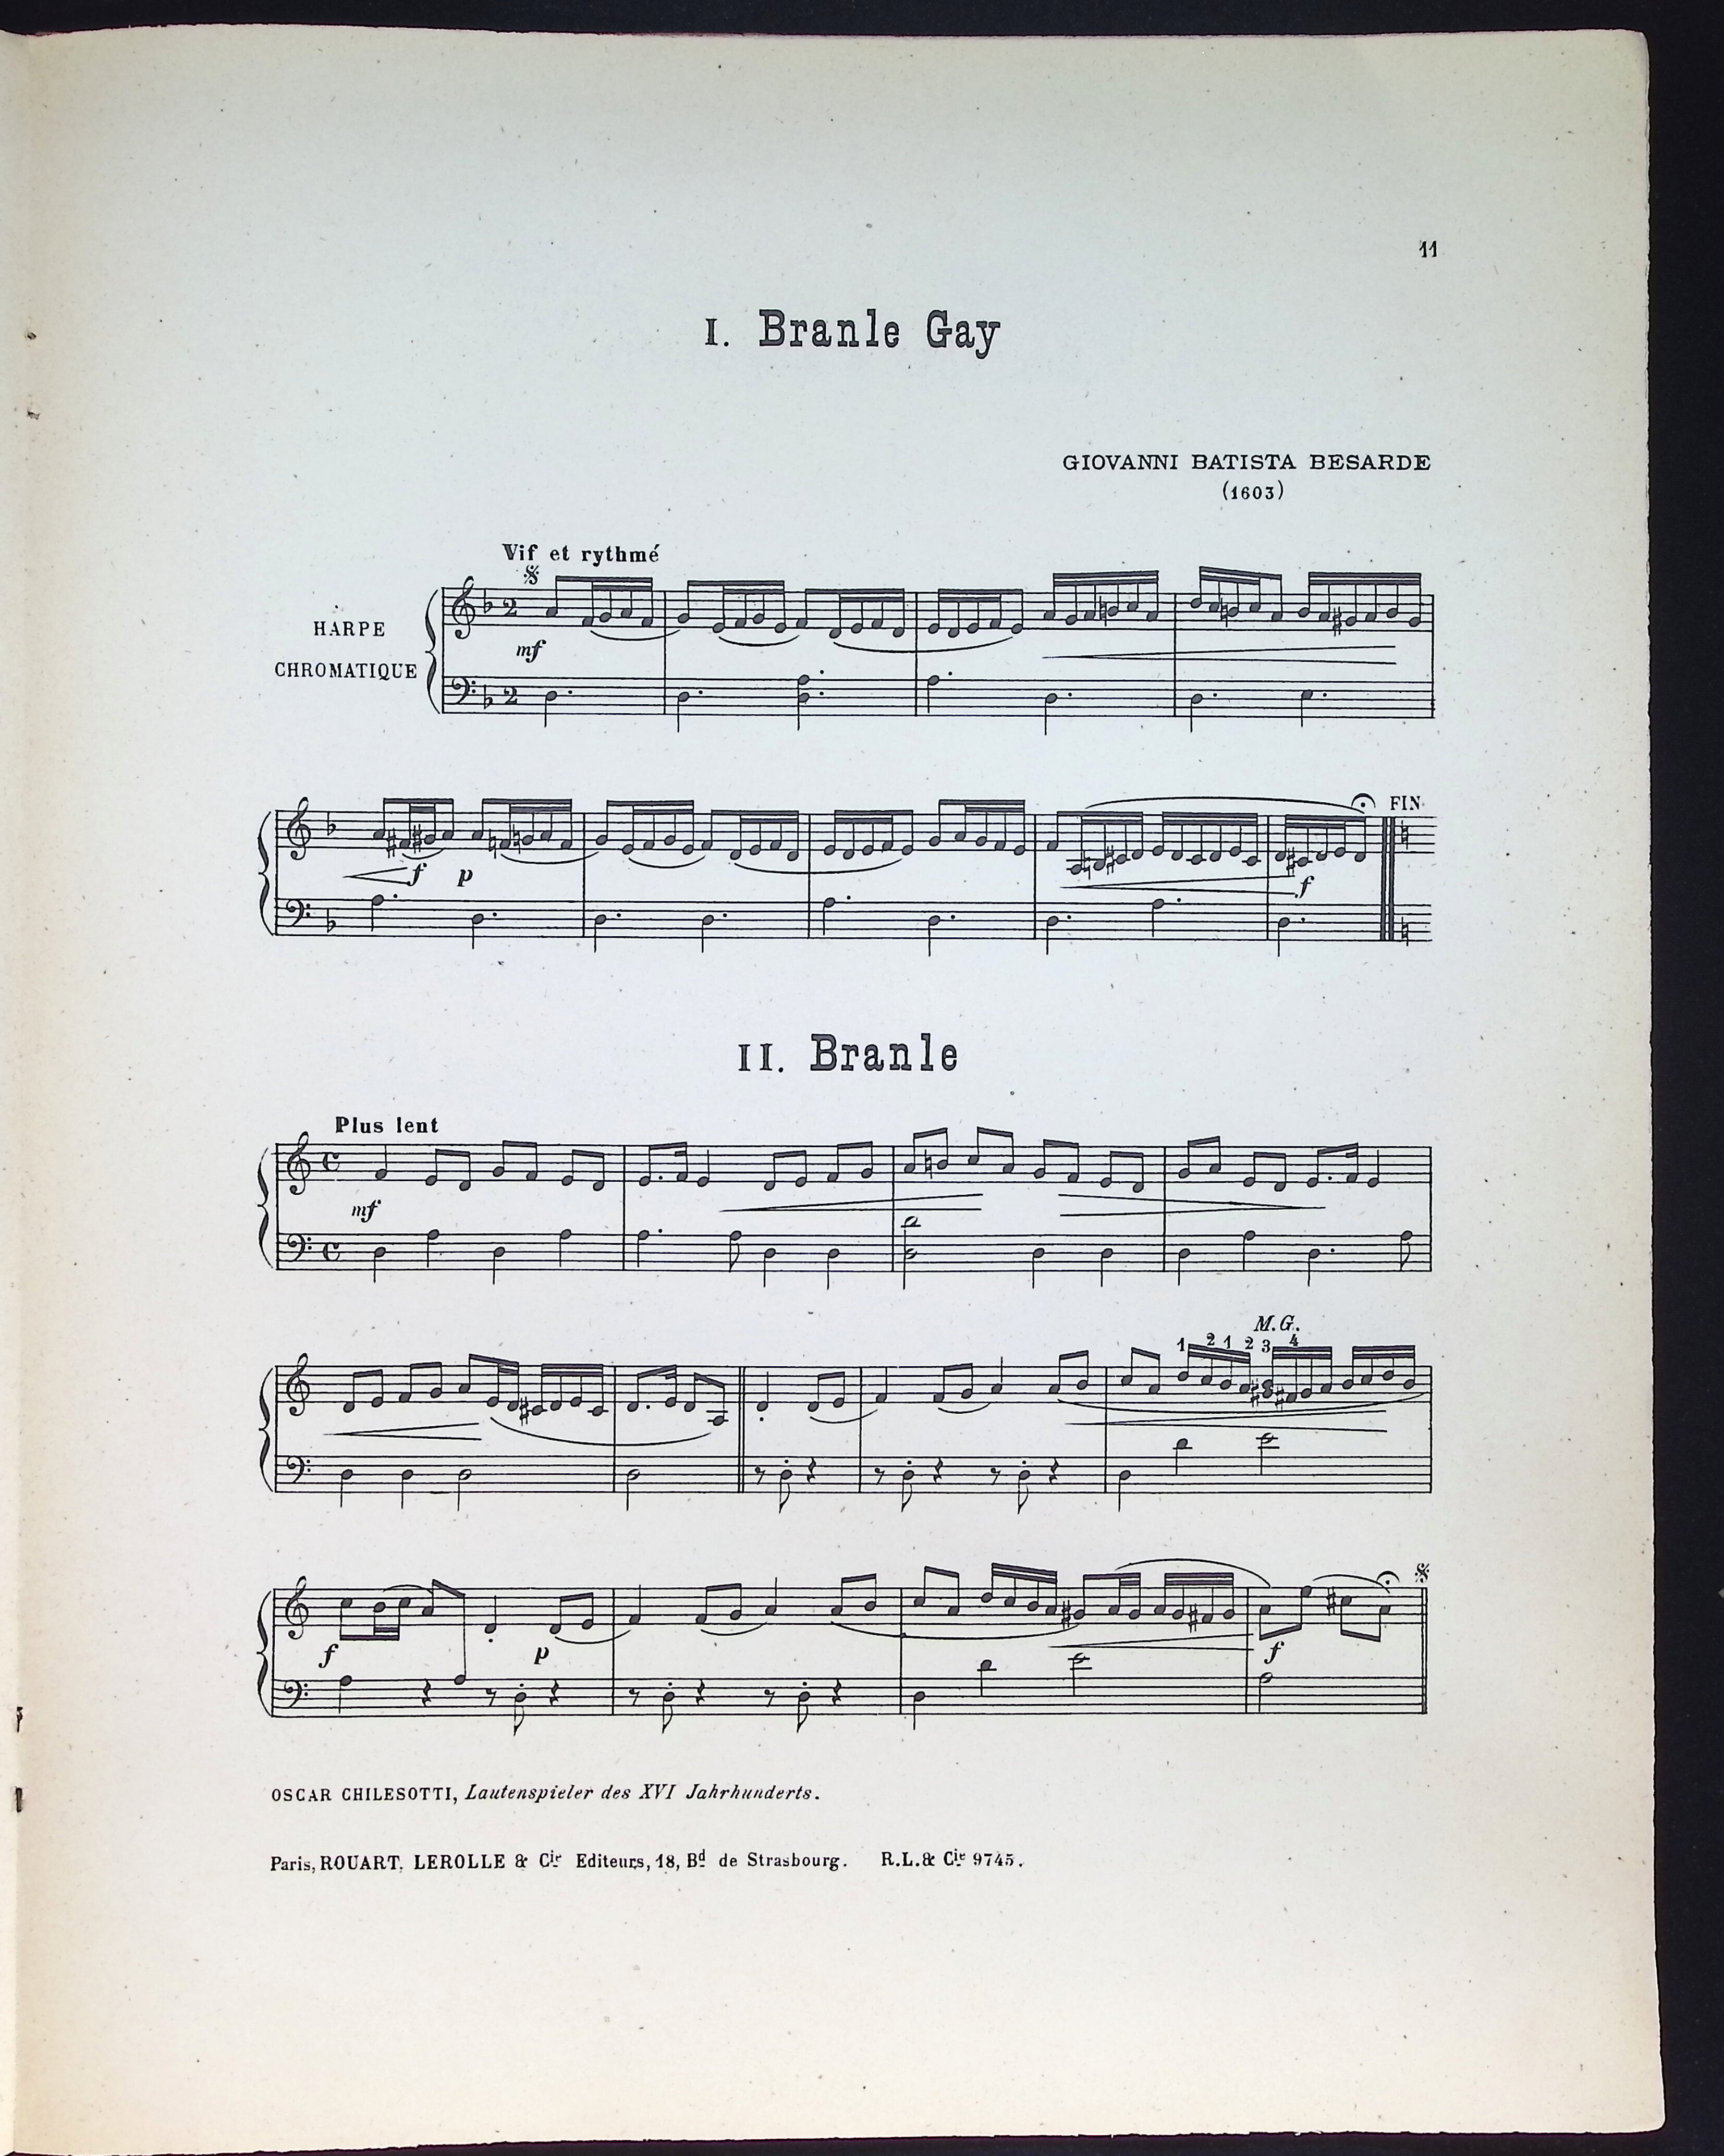 11
I. Branle Gay
GIOVANNI BATISTA BESARDE
(1603)
Vif et rythmé
HARPE
CHROMATIQUE
2
mf
2
FIN
f p
f
II. Branle
Plus lent
mf
M.G.
1 2 1 2 3 4
f p
f
OSCAR CHILESOTTI, Lautenspieler des XVI Jahrhunderts.
Paris, ROUART, LEROLLE & Cie Editeurs, 18, Bd de Strasbourg. R.L.& Cie 9745.